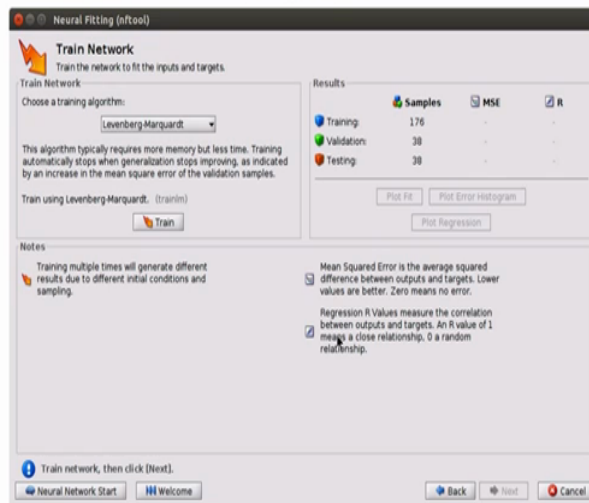 Neural Fitting (nftool)
Train Network
Train the network to fit the inputs and targets.
Train Network
Choose a training algorithm:
Levenberg-Marquardt
This algorithm typically requires more memory but less time. Training
automatically stops when generalization stops improving, as indicated
by an increase in the mean square error of the validation samples.
Train using Levenberg-Marquardt. (trainlm)
Train
Results
Samples MSE R
Training: 176 - -
Validation: 38 - -
Testing: 38 - -
Plot Fit Plot Error Histogram
Plot Regression
Notes
Training multiple times will generate different
results due to different initial conditions and
sampling.
Mean Squared Error is the average squared
difference between outputs and targets. Lower
values are better. Zero means no error.
Regression R Values measure the correlation
between outputs and targets. An R value of 1
means a close relationship, 0 a random
relationship.
Train network, then click [Next].
Neural Network Start Welcome Back Next Cancel